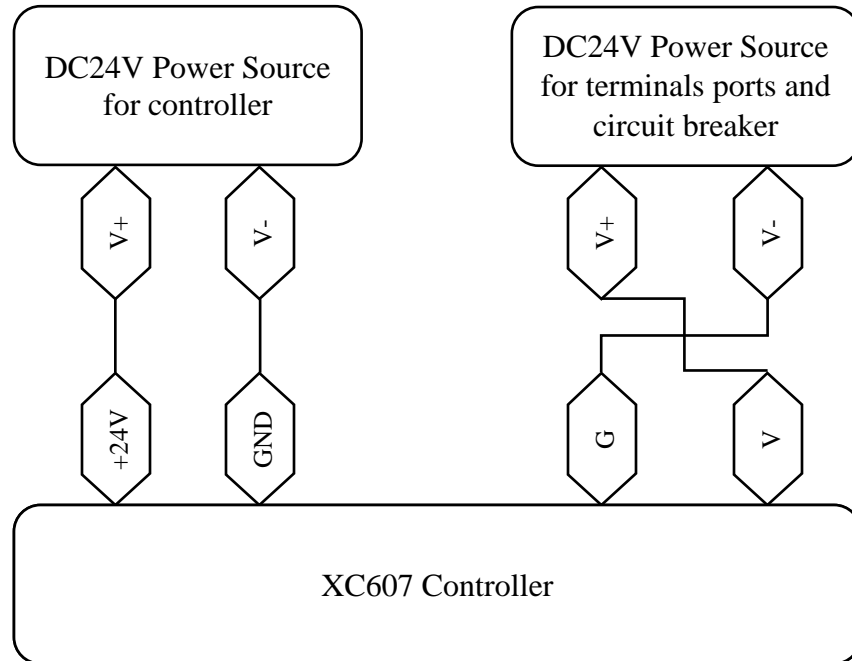 DC24V Power Source
for controller
DC24V Power Source
for terminals ports and
circuit breaker
V+
V-
V+
V-
+24V
GND
G
V
XC607 Controller